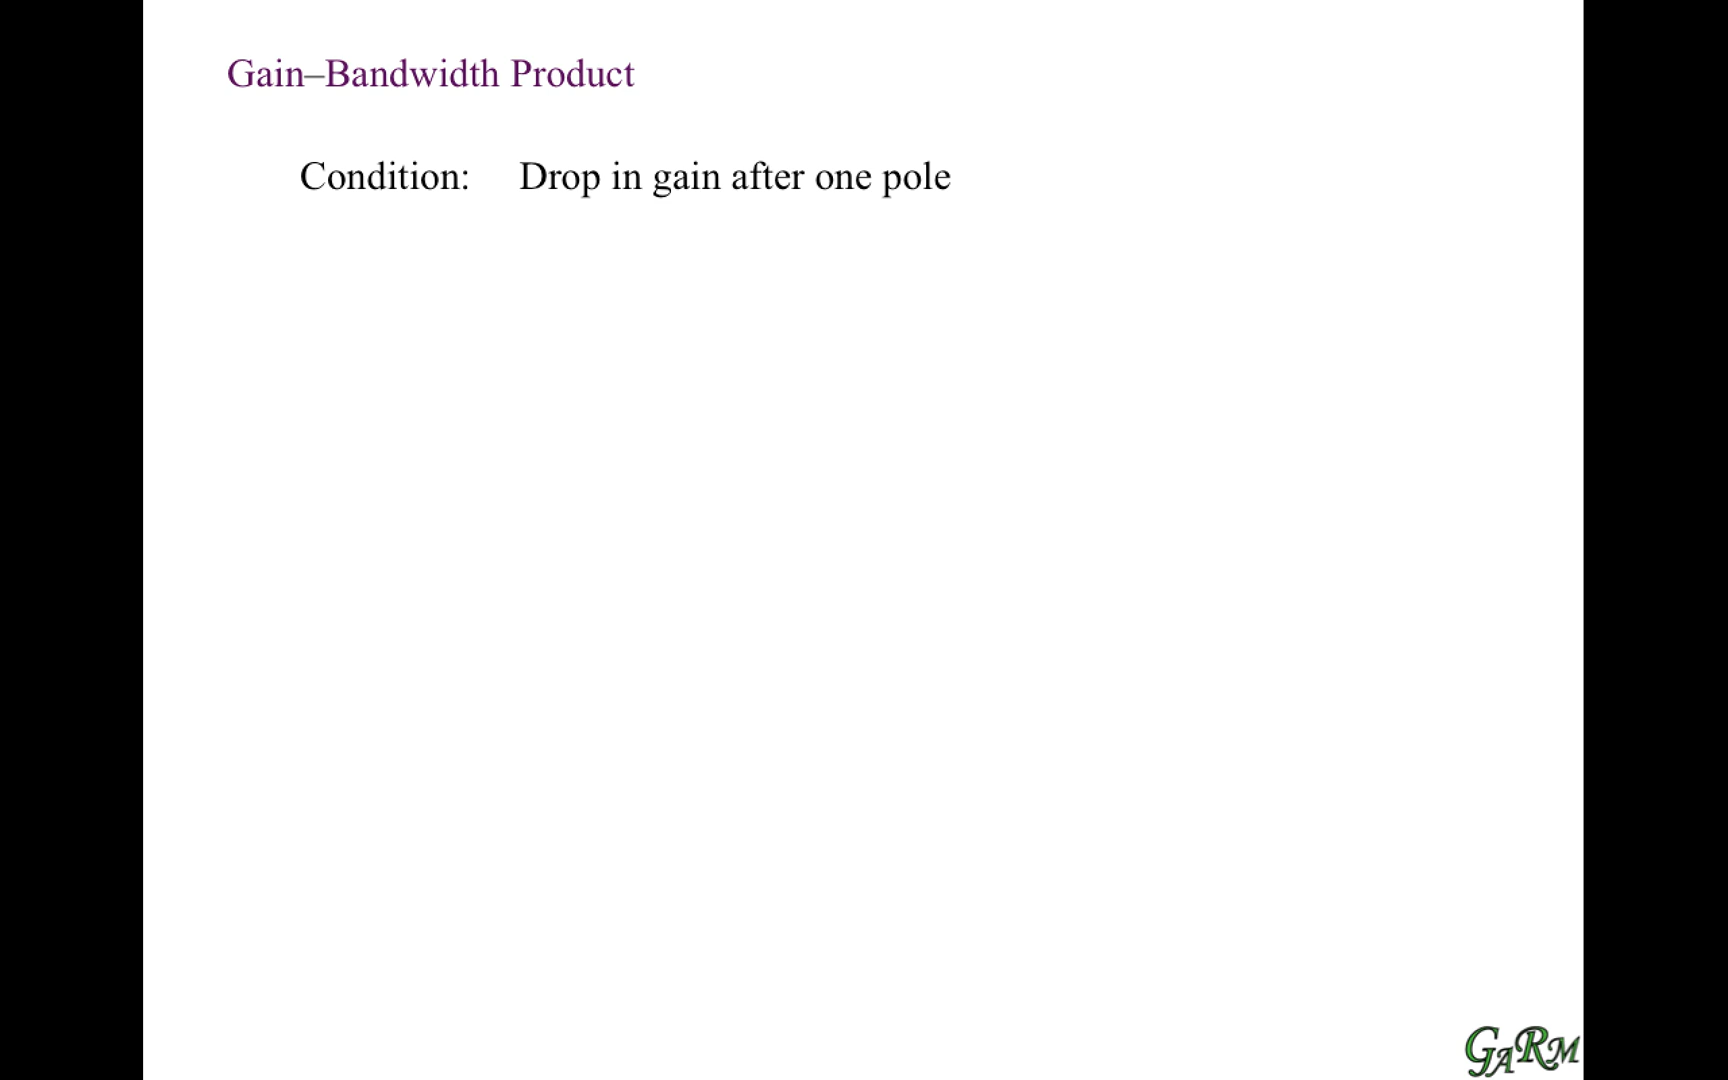 Gain–Bandwidth Product
Condition: Drop in gain after one pole
GARM